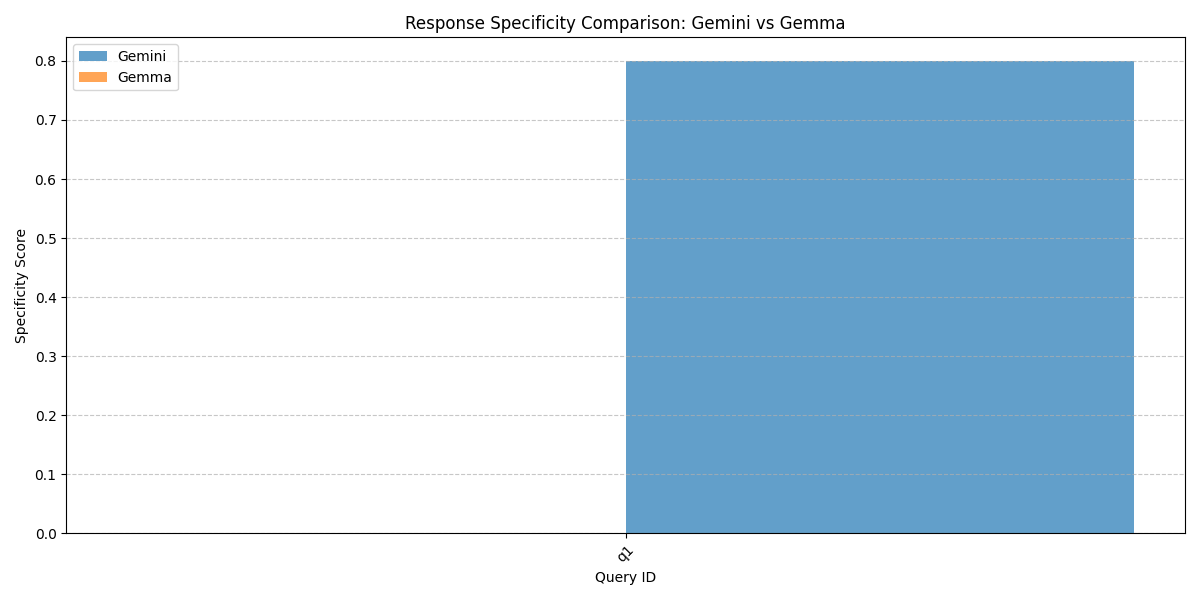 Response Specificity Comparison: Gemini vs Gemma
Gemini
Gemma
0.8
0.7
0.6
0.5
0.4
0.3
0.2
0.1
0.0
Specificity Score
q1
Query ID